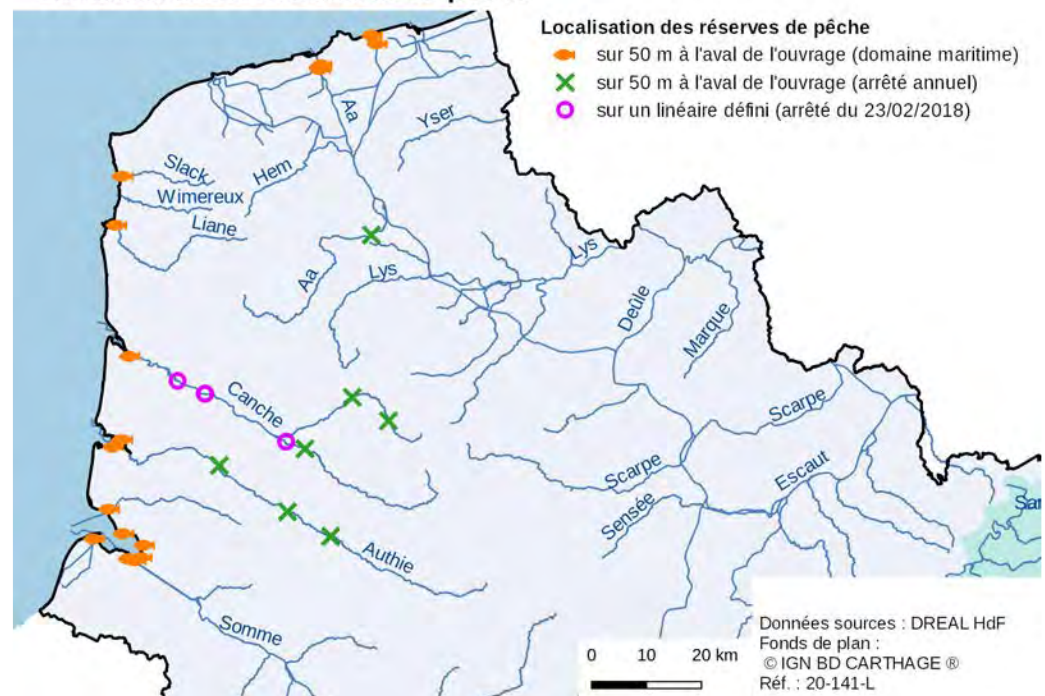 Localisation des réserves de pêche
sur 50 m à l'aval de l'ouvrage (domaine maritime)
sur 50 m à l'aval de l'ouvrage (arrêté annuel)
sur un linéaire défini (arrêté du 23/02/2018)
Aa
Yser
Slack
Hem
Wimereux
Liane
Lys
Aa
Lys
Deûle
Marque
Canche
Scarpe
Scarpe
Escaut
Sensée
Authie
Somme
0 10 20 km
Données sources : DREAL HdF
Fonds de plan :
© IGN BD CARTHAGE ®
Réf. : 20-141-L